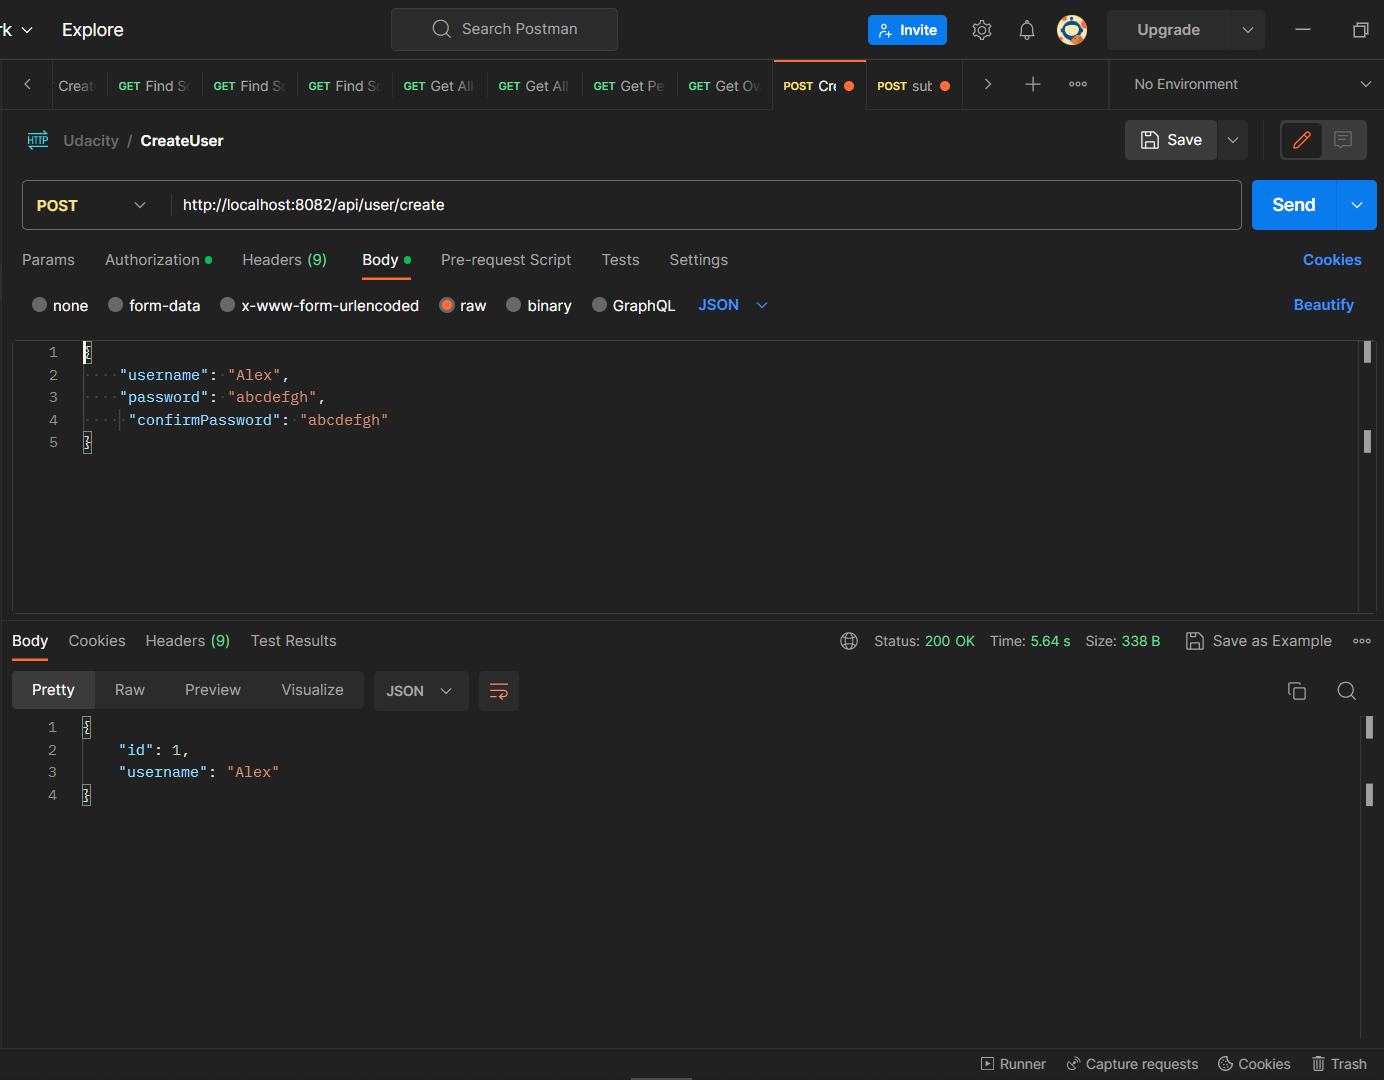 rk Explore Search Postman Invite Upgrade
Creat GET Find Sc GET Find Sc GET Find Sc GET Get All GET Get All GET Get Pe GET Get Ow POST Cre POST sub No Environment
HTTP Udacity / CreateUser Save
POST http://localhost:8082/api/user/create Send
Params Authorization Headers (9) Body Pre-request Script Tests Settings Cookies
none form-data x-www-form-urlencoded raw binary GraphQL JSON Beautify
1 {
2 "username": "Alex",
3 "password": "abcdefgh",
4 "confirmPassword": "abcdefgh"
5 }
Body Cookies Headers (9) Test Results Status: 200 OK Time: 5.64 s Size: 338 B Save as Example
Pretty Raw Preview Visualize JSON
1 {
2 "id": 1,
3 "username": "Alex"
4 }
Runner Capture requests Cookies Trash